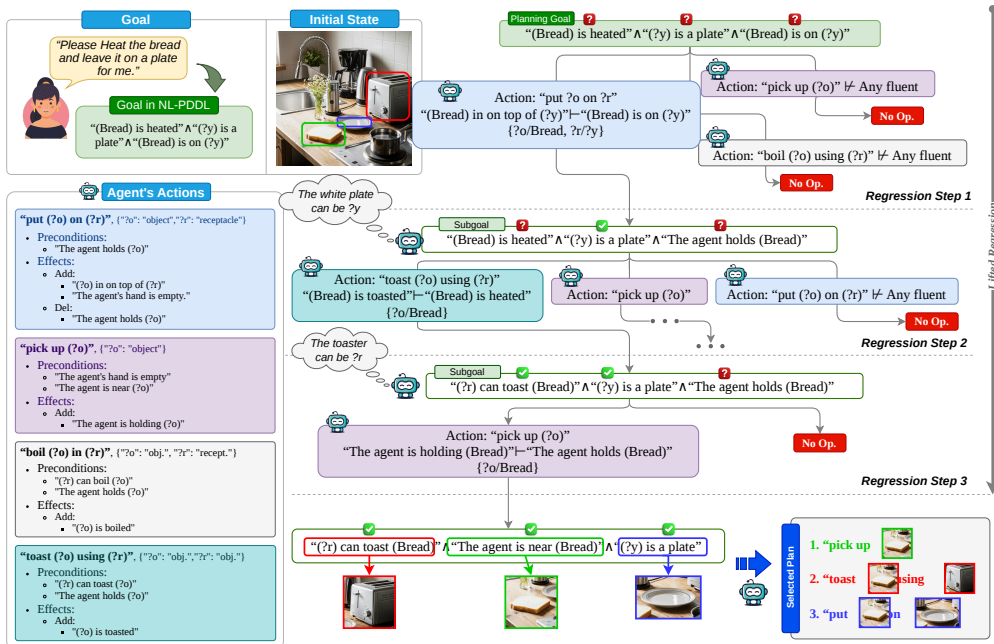 Goal
“Please Heat the bread
and leave it on a plate
for me.”
Goal in NL-PDDL
“(Bread) is heated”∧“(?y) is a
plate”∧“(Bread) is on (?y)”
Initial State
Planning Goal
“(Bread) is heated”∧“(?y) is a plate”∧“(Bread) is on (?y)”
Action: “put ?o on ?r”
“(Bread) in on top of (?y)”⊢“(Bread) is on (?y)”
{?o/Bread, ?r/?y}
Action: “pick up (?o)” ⊬ Any fluent
No Op.
Action: “boil (?o) using (?r)” ⊬ Any fluent
No Op.
Regression Step 1
Lifted Regression
Agent's Actions
“put (?o) on (?r)”, {"?o": "object","?r": "receptacle"}
• Preconditions:
◦ "The agent holds (?o)"
• Effects:
◦ Add:
▪ "(?o) in on top of (?r)"
▪ "The agent's hand is empty."
◦ Del:
▪ "The agent holds (?o)"
“pick up (?o)”, {"?o": "object"}
• Preconditions:
◦ "The agent's hand is empty"
◦ "The agent is near (?o)"
• Effects:
◦ Add:
▪ "The agent is holding (?o)"
“boil (?o) in (?r)”, {"?o": "obj.", "?r": "recept."}
• Preconditions:
◦ "(?r) can boil (?o)"
◦ "The agent holds (?o)"
• Effects:
◦ Add:
▪ "(?o) is boiled"
“toast (?o) using (?r)”, {"?o": "obj.","?r": "obj."}
Preconditions:
◦ "(?r) can toast (?o)"
◦ "The agent holds (?o)"
• Effects:
◦ Add:
▪ "(?o) is toasted"
The white plate
can be ?y
Subgoal
“(Bread) is heated”∧“(?y) is a plate”∧“The agent holds (Bread)”
Action: “toast (?o) using (?r)”
“(Bread) is toasted”⊢“(Bread) is heated”
{?o/Bread}
Action:
“pick up (?o)”
Action: “put (?o) on (?r)” ⊬ Any fluent
No Op.
Regression Step 2
The toaster
can be ?r
Subgoal
“(?r) can toast (Bread)”∧“(?y) is a plate”∧“The agent holds (Bread)”
Action: “pick up (?o)”
“The agent is holding (Bread)”⊢“The agent holds (Bread)”
{?o/Bread}
No Op.
Regression Step 3
“(?r) can toast (Bread)”∧“The agent is near (Bread)”∧“(?y) is a plate”
Selected Plan
1. “pick up
2. “toast using
3. “put on